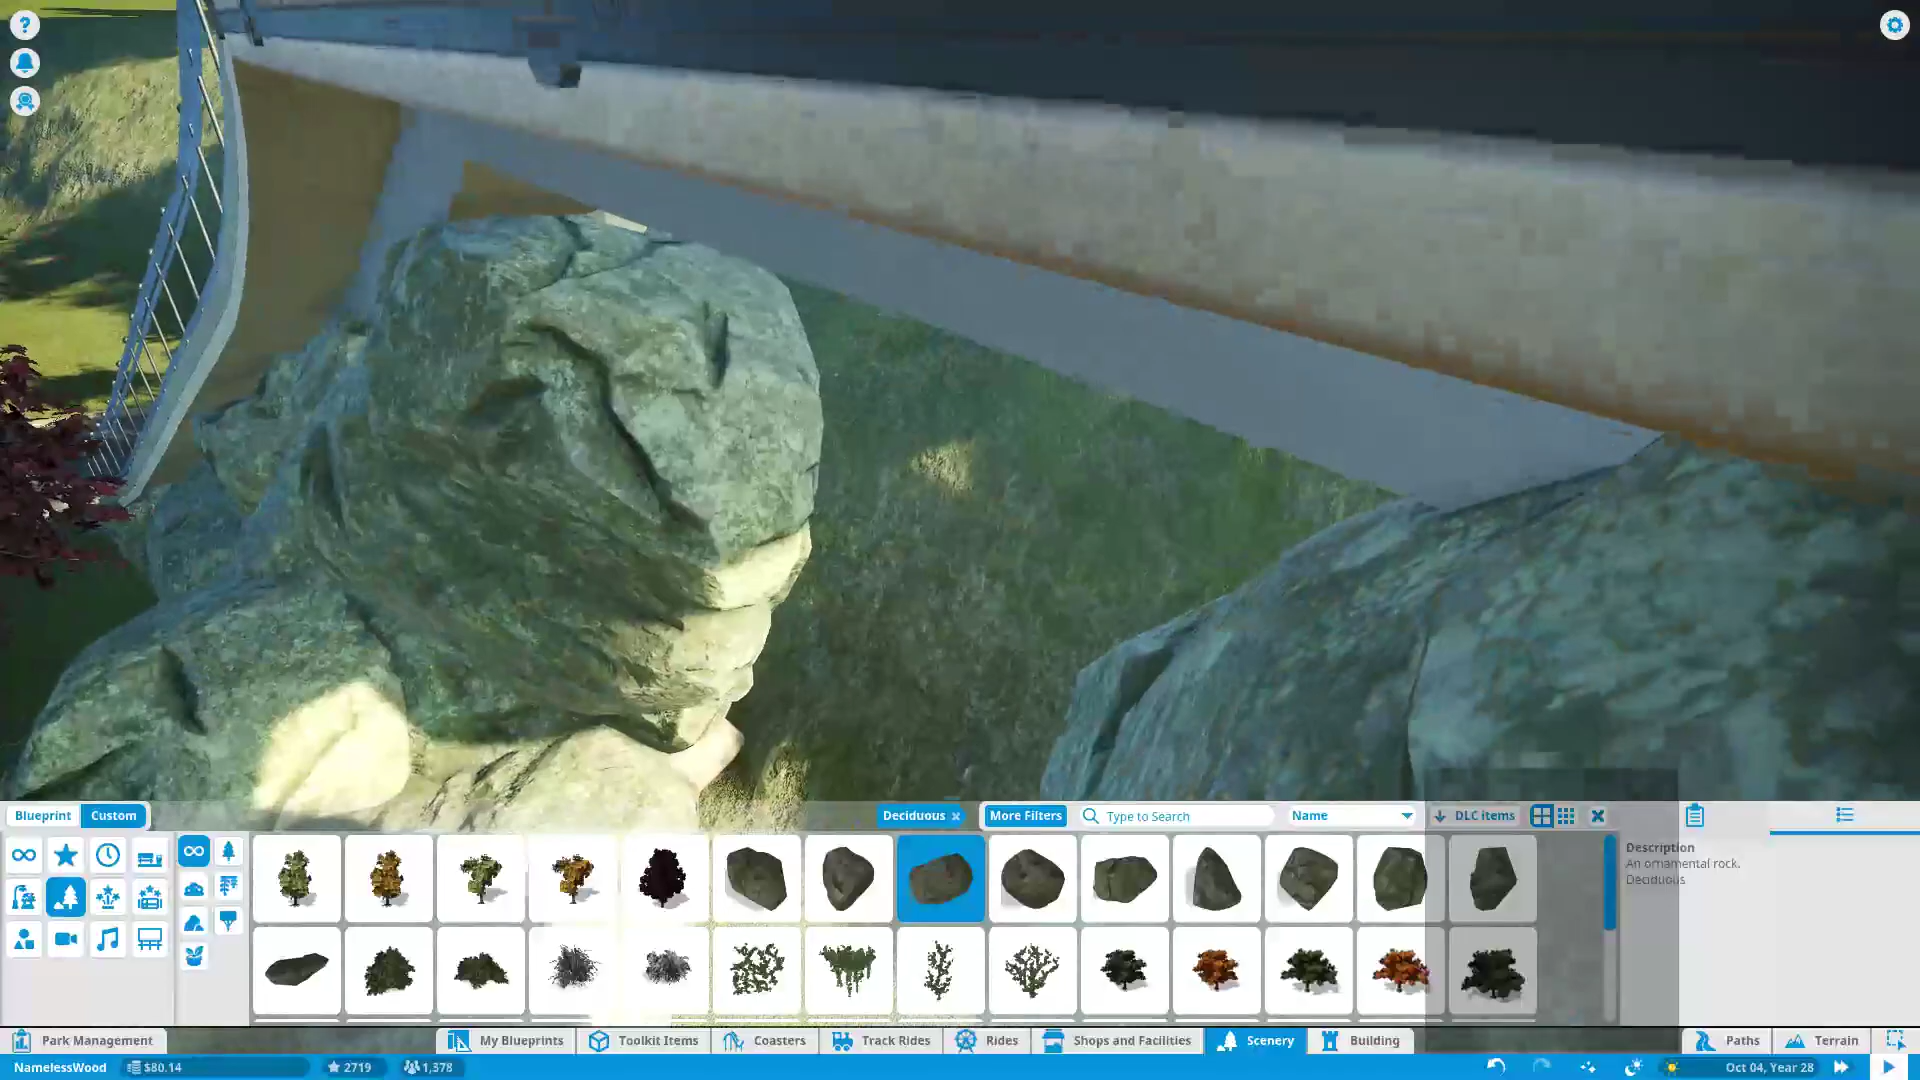 ?
Blueprint Custom Deciduous × More Filters Type to Search Name DLC items
Description
An ornamental rock.
Deciduous
Park Management My Blueprints Toolkit Items Coasters Track Rides Rides Shops and Facilities Scenery Building Paths Terrain
NamelessWood $80.14 2719 1,378 Oct 04, Year 28